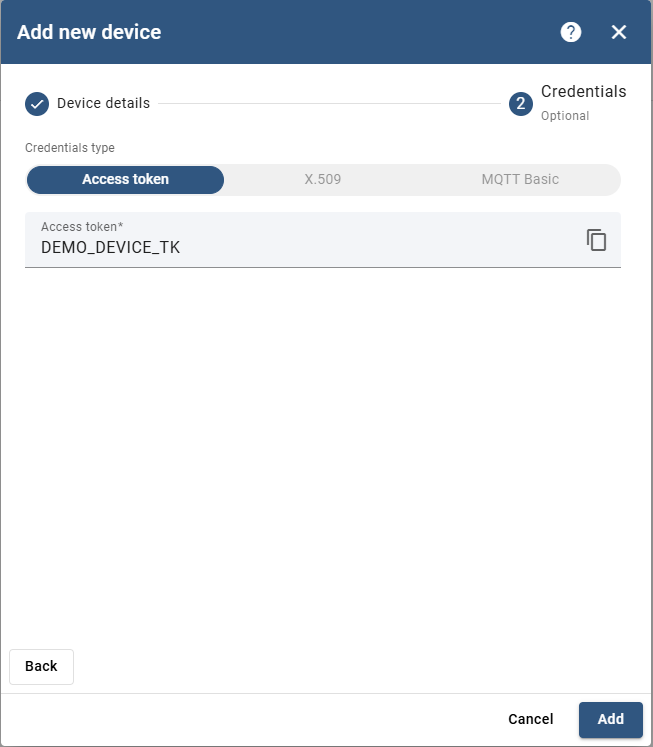 Add new device
?
Device details
2
Credentials
Optional
Credentials type
Access token
X.509
MQTT Basic
Access token*
DEMO_DEVICE_TK
Back
Cancel
Add